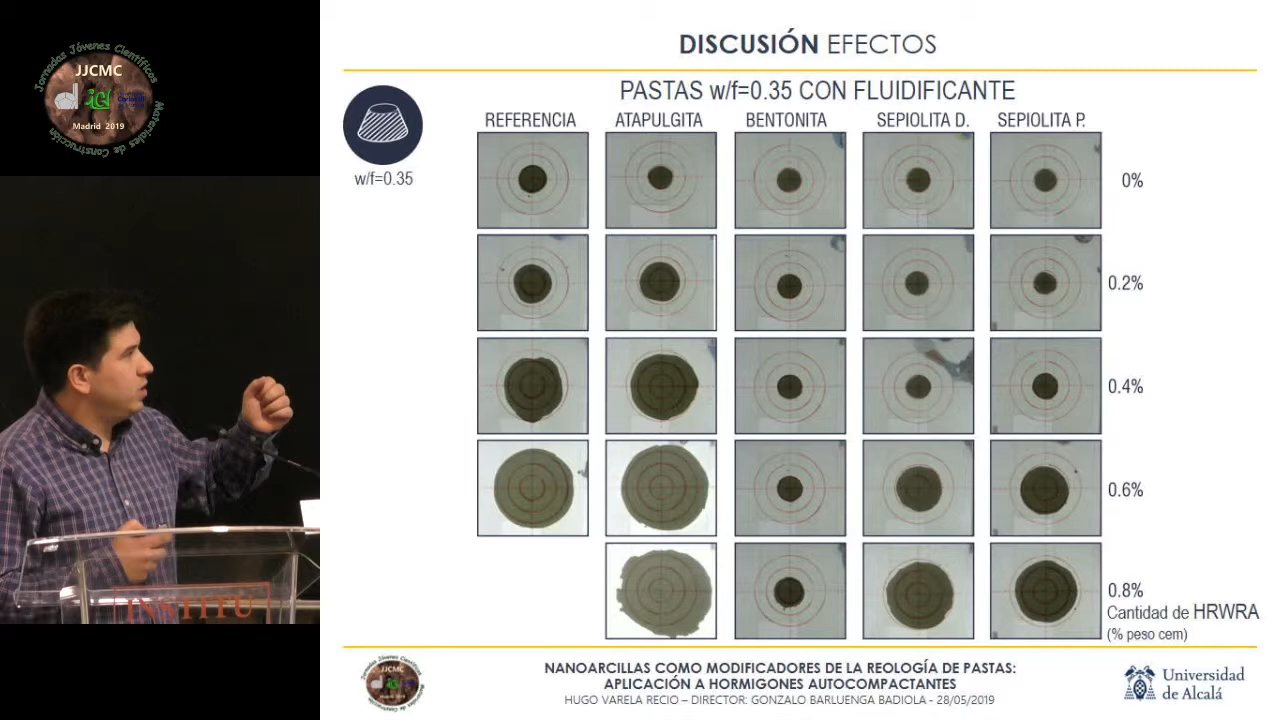 Jornadas Jóvenes Científicos
JJCMC
Madrid 2019
Materiales de Construcción
INSTITU
DISCUSIÓN EFECTOS
PASTAS w/f=0.35 CON FLUIDIFICANTE
w/f=0.35
REFERENCIA ATAPULGITA BENTONITA SEPIOLITA D. SEPIOLITA P.
0%
0.2%
0.4%
0.6%
0.8%
Cantidad de HRWRA
(% peso cem)
JJCMC
NANOARCILLAS COMO MODIFICADORES DE LA REOLOGÍA DE PASTAS:
APLICACIÓN A HORMIGONES AUTOCOMPACTANTES
HUGO VARELA RECIO – DIRECTOR: GONZALO BARLUENGA BADIOLA - 28/05/2019
Universidad
de Alcalá